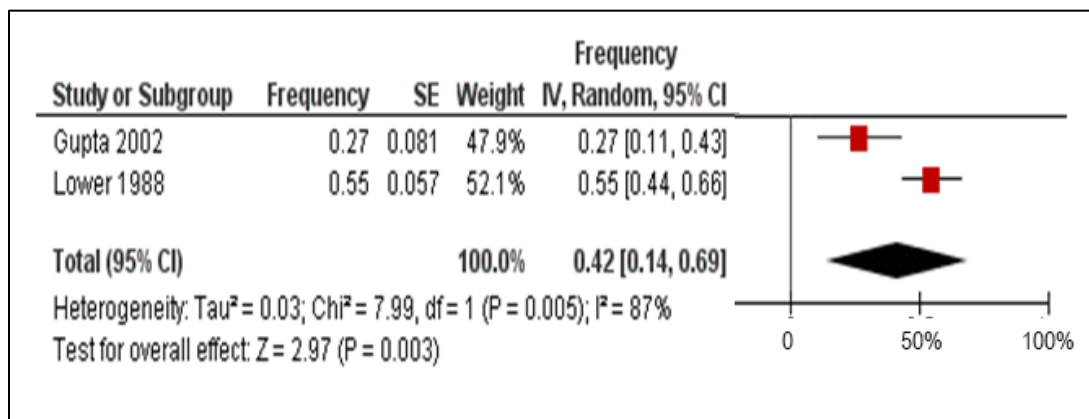 Frequency
Study or Subgroup Frequency SE Weight IV, Random, 95% CI
Gupta 2002 0.27 0.081 47.9% 0.27 [0.11, 0.43]
Lower 1988 0.55 0.057 52.1% 0.55 [0.44, 0.66]
Total (95% CI) 100.0% 0.42 [0.14, 0.69]
Heterogeneity: Tau² = 0.03; Chi² = 7.99, df = 1 (P = 0.005); I² = 87%
Test for overall effect: Z = 2.97 (P = 0.003)
0 50% 100%